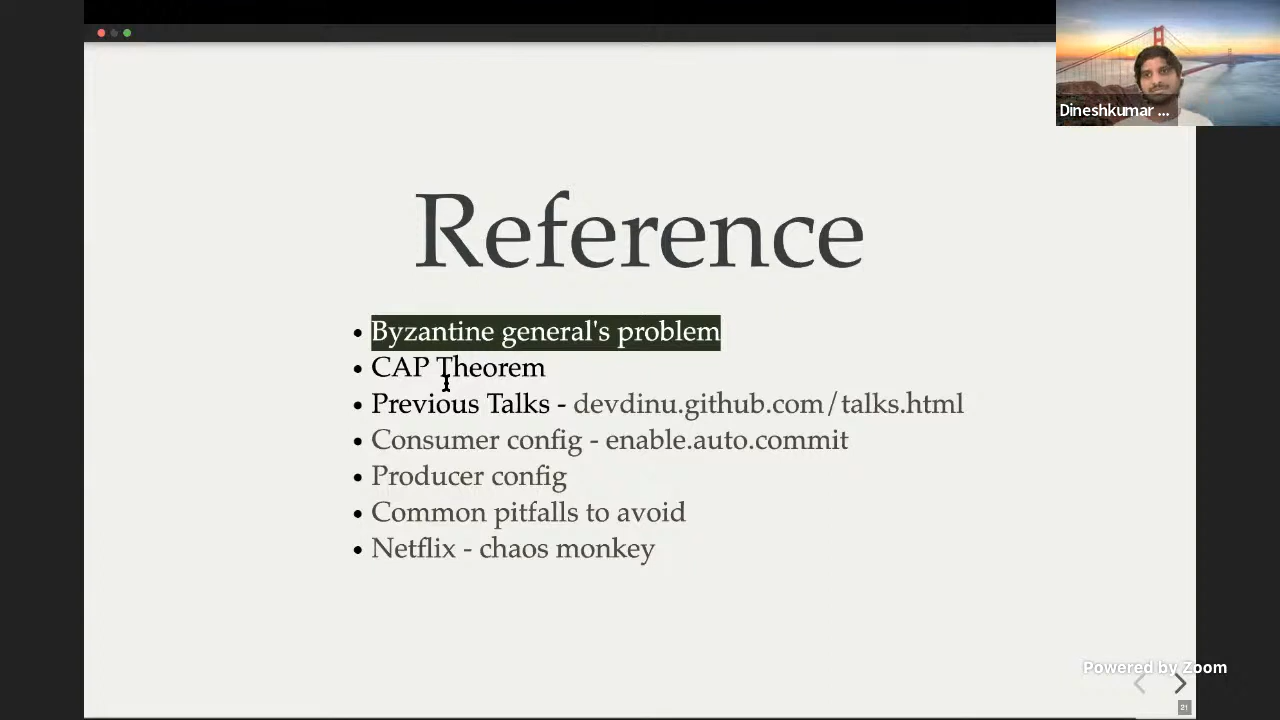 Dineshkumar ...
Reference
Byzantine general's problem
CAP Theorem
Previous Talks - devdinu.github.com/talks.html
Consumer config - enable.auto.commit
Producer config
Common pitfalls to avoid
Netflix - chaos monkey
Powered by Zoom
21